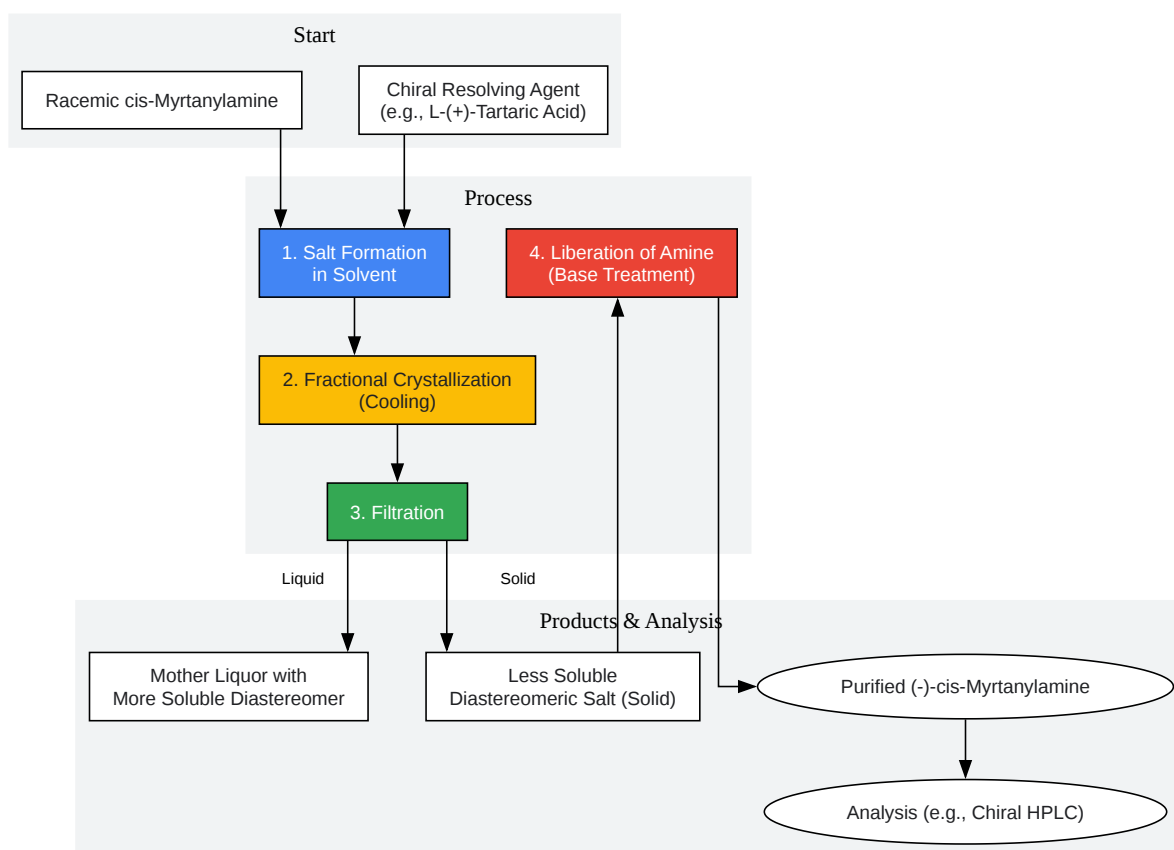 Start
Racemic cis-Myrtanylamine
Chiral Resolving Agent
(e.g., L-(+)-Tartaric Acid)
Process
1. Salt Formation
in Solvent
4. Liberation of Amine
(Base Treatment)
2. Fractional Crystallization
(Cooling)
3. Filtration
Liquid
Solid
Products & Analysis
Mother Liquor with
More Soluble Diastereomer
Less Soluble
Diastereomeric Salt (Solid)
Purified (-)-cis-Myrtanylamine
Analysis (e.g., Chiral HPLC)